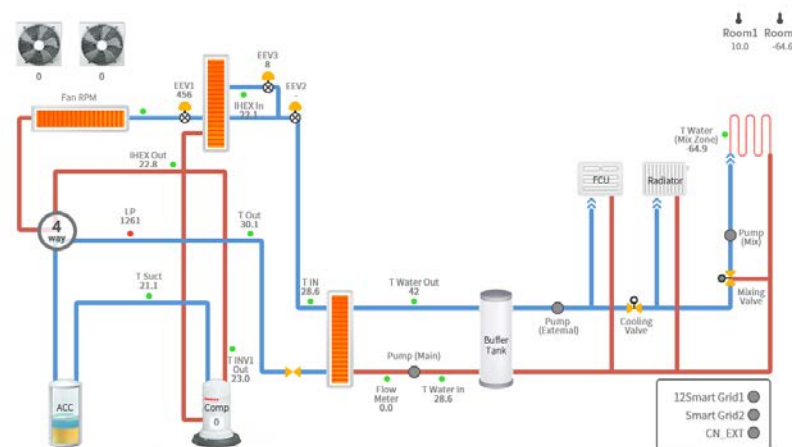 Room1 Room
10.0 -64.6
0 0
Fan RPM
EEV1
456
EEV3
8
EEV2
-
IHEX In
22.1
IHEX Out
22.8
4
way
LP
1261
T Out
30.1
T Suct
21.1
T INV1
Out
23.0
ACC
Comp
0
T IN
28.6
T Water Out
42
Pump (Main)
Flow
Meter
0.0
T Water In
28.6
Buffer
Tank
Pump
(External)
FCU
Radiator
Cooling
Valve
T Water
(Mix Zone)
-64.9
Pump
(Mix)
Mixing
Valve
12Smart Grid1
Smart Grid2
CN_EXT